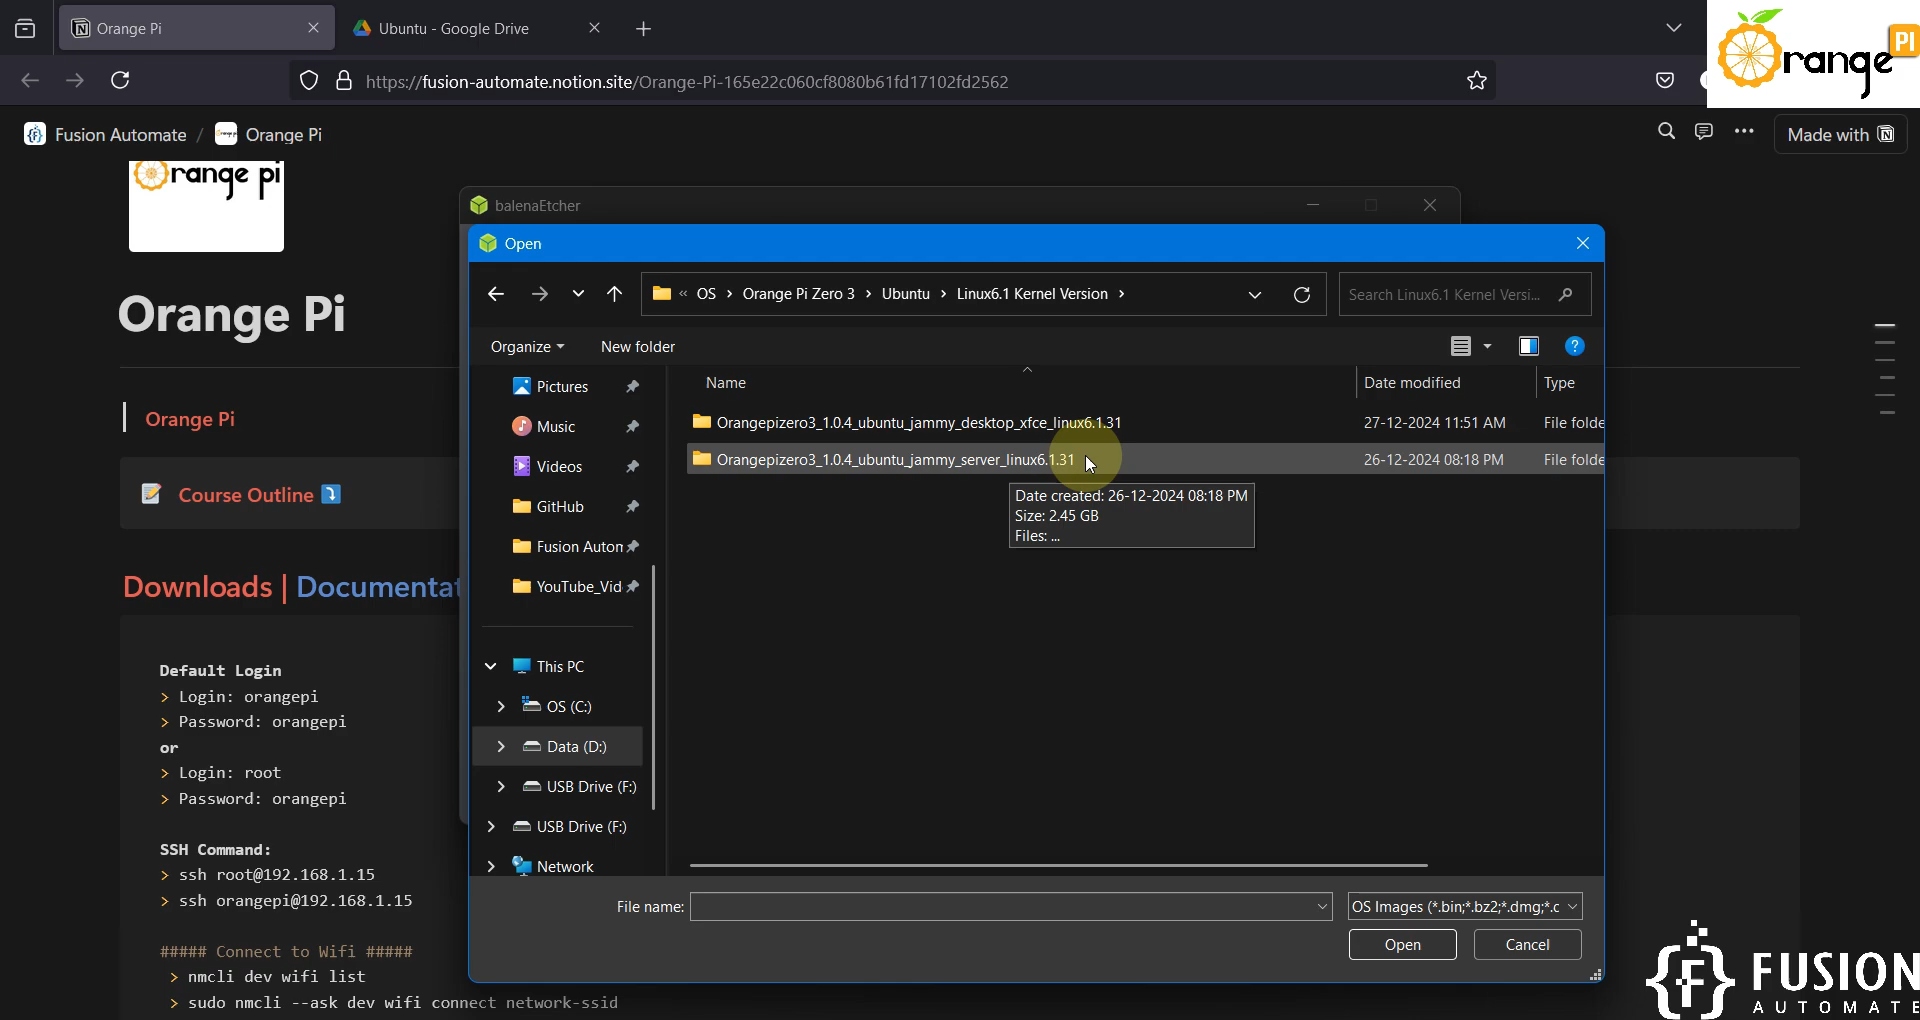 Orange Pi
Ubuntu - Google Drive
https://fusion-automate.notion.site/Orange-Pi-165e22c060cf8080b61fd17102fd2562
range PI
Fusion Automate / Orange Pi
Made with
range pi
balenaEtcher
Open
« OS › Orange Pi Zero 3 › Ubuntu › Linux6.1 Kernel Version ›
Search Linux6.1 Kernel Versi...
Orange Pi
Organize
New folder
Pictures
Name
Date modified
Type
Orange Pi
Music
Orangepizero3_1.0.4_ubuntu_jammy_desktop_xfce_linux6.1.31
27-12-2024 11:51 AM
File folde
Videos
Orangepizero3_1.0.4_ubuntu_jammy_server_linux6.1.31
26-12-2024 08:18 PM
File folde
Course Outline
GitHub
Date created: 26-12-2024 08:18 PM
Size: 2.45 GB
Files: ...
Fusion Autom
Downloads | Documentat
YouTube_Vid
Default Login
> Login: orangepi
> Password: orangepi
or
> Login: root
> Password: orangepi
This PC
OS (C:)
Data (D:)
USB Drive (F:)
USB Drive (F:)
Network
SSH Command:
> ssh root@192.168.1.15
> ssh orangepi@192.168.1.15
File name:
OS Images (*.bin;*.bz2;*.dmg;*.c
Open
Cancel
##### Connect to Wifi #####
> nmcli dev wifi list
> sudo nmcli --ask dev wifi connect network-ssid
{F} FUSION
AUTOMATE